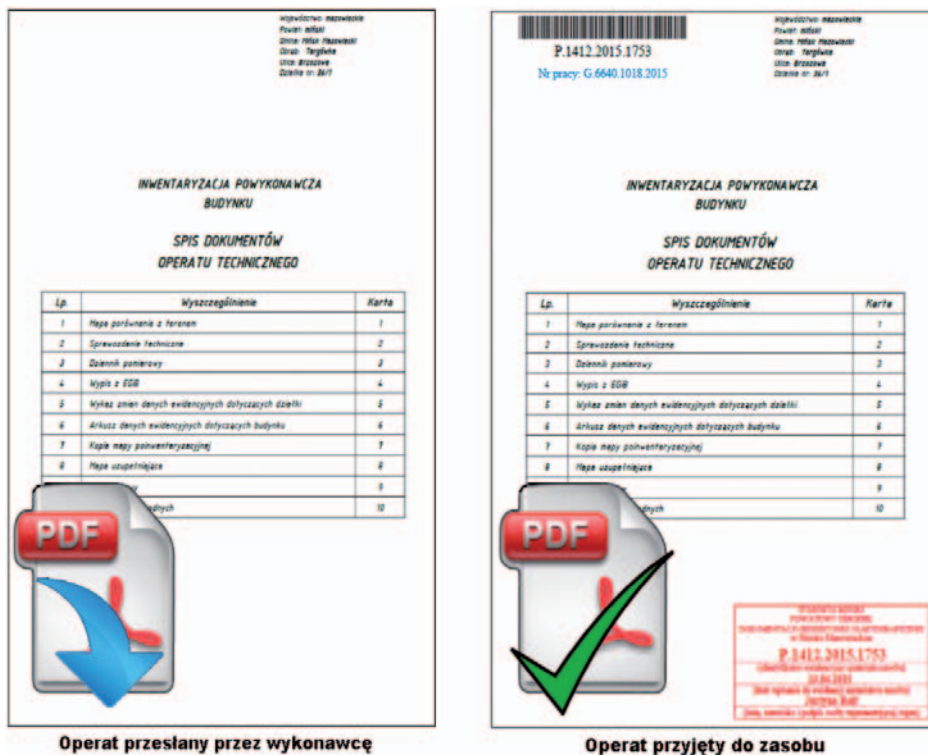 Województwo: mazowieckie
Powiat: miński
Gmina: Mińsk Mazowiecki
Obręb: Targówka
Ulica: Brzozowa
Działka nr: 26/1
INWENTARYZACJA POWYKONAWCZA
BUDYNKU
SPIS DOKUMENTÓW
OPERATU TECHNICZNEGO
Lp. Wyszczególnienie Karta
1 Mapa porównania z terenem 1
2 Sprawozdanie techniczne 2
3 Dziennik pomiarowy 3
4 Wypis z EGiB 4
5 Wykaz zmian danych ewidencyjnych dotyczących działki 5
6 Arkusz danych ewidencyjnych dotyczących budynku 6
7 Kopia mapy poinwentaryzacyjnej 7
8 Mapa uzupełniająca 8
9
10
PDF
Operat przesłany przez wykonawcę
P.1412.2015.1753
Nr pracy: G.6640.1018.2015
Województwo: mazowieckie
Powiat: miński
Gmina: Mińsk Mazowiecki
Obręb: Targówka
Ulica: Brzozowa
Działka nr: 26/1
INWENTARYZACJA POWYKONAWCZA
BUDYNKU
SPIS DOKUMENTÓW
OPERATU TECHNICZNEGO
Lp. Wyszczególnienie Karta
1 Mapa porównania z terenem 1
2 Sprawozdanie techniczne 2
3 Dziennik pomiarowy 3
4 Wypis z EGiB 4
5 Wykaz zmian danych ewidencyjnych dotyczących działki 5
6 Arkusz danych ewidencyjnych dotyczących budynku 6
7 Kopia mapy poinwentaryzacyjnej 7
8 Mapa uzupełniająca 8
9
10
PDF
P.1412.2015.1753
Operat przyjęty do zasobu